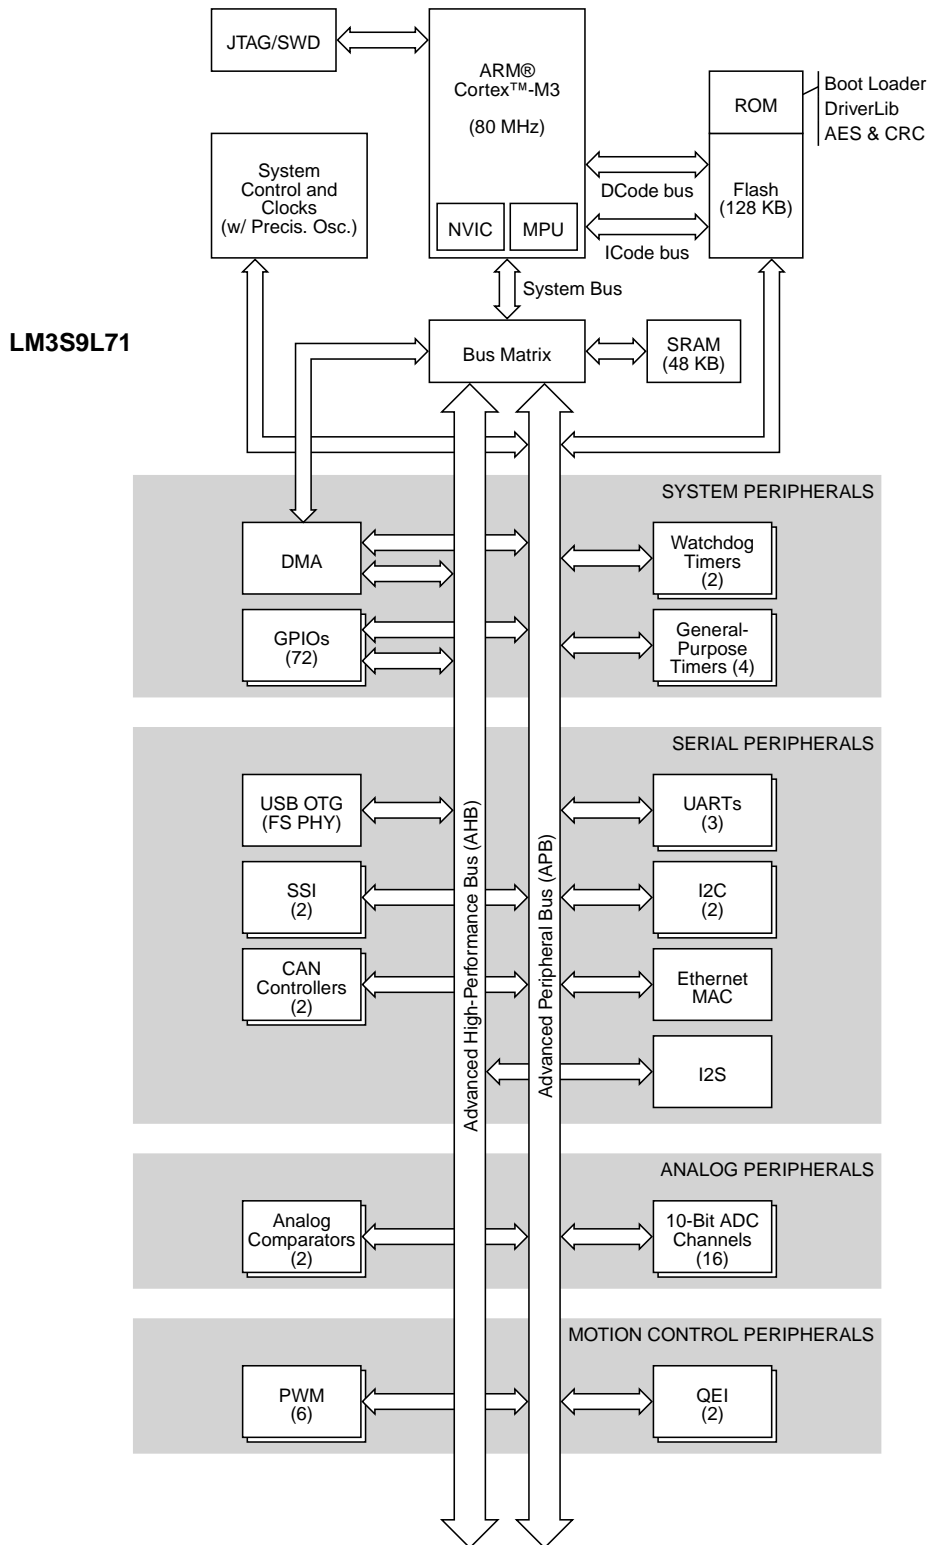 JTAG/SWD
ARM®
Cortex™-M3
(80 MHz)
NVIC
MPU
ROM
Boot Loader
DriverLib
AES & CRC
Flash
(128 KB)
DCode bus
ICode bus
System
Control and
Clocks
(w/ Precis. Osc.)
System Bus
LM3S9L71
Bus Matrix
SRAM
(48 KB)
SYSTEM PERIPHERALS
DMA
Watchdog
Timers
(2)
GPIOs
(72)
General-
Purpose
Timers (4)
SERIAL PERIPHERALS
USB OTG
(FS PHY)
UARTs
(3)
SSI
(2)
I2C
(2)
CAN
Controllers
(2)
Ethernet
MAC
I2S
Advanced High-Performance Bus (AHB)
Advanced Peripheral Bus (APB)
ANALOG PERIPHERALS
Analog
Comparators
(2)
10-Bit ADC
Channels
(16)
MOTION CONTROL PERIPHERALS
PWM
(6)
QEI
(2)